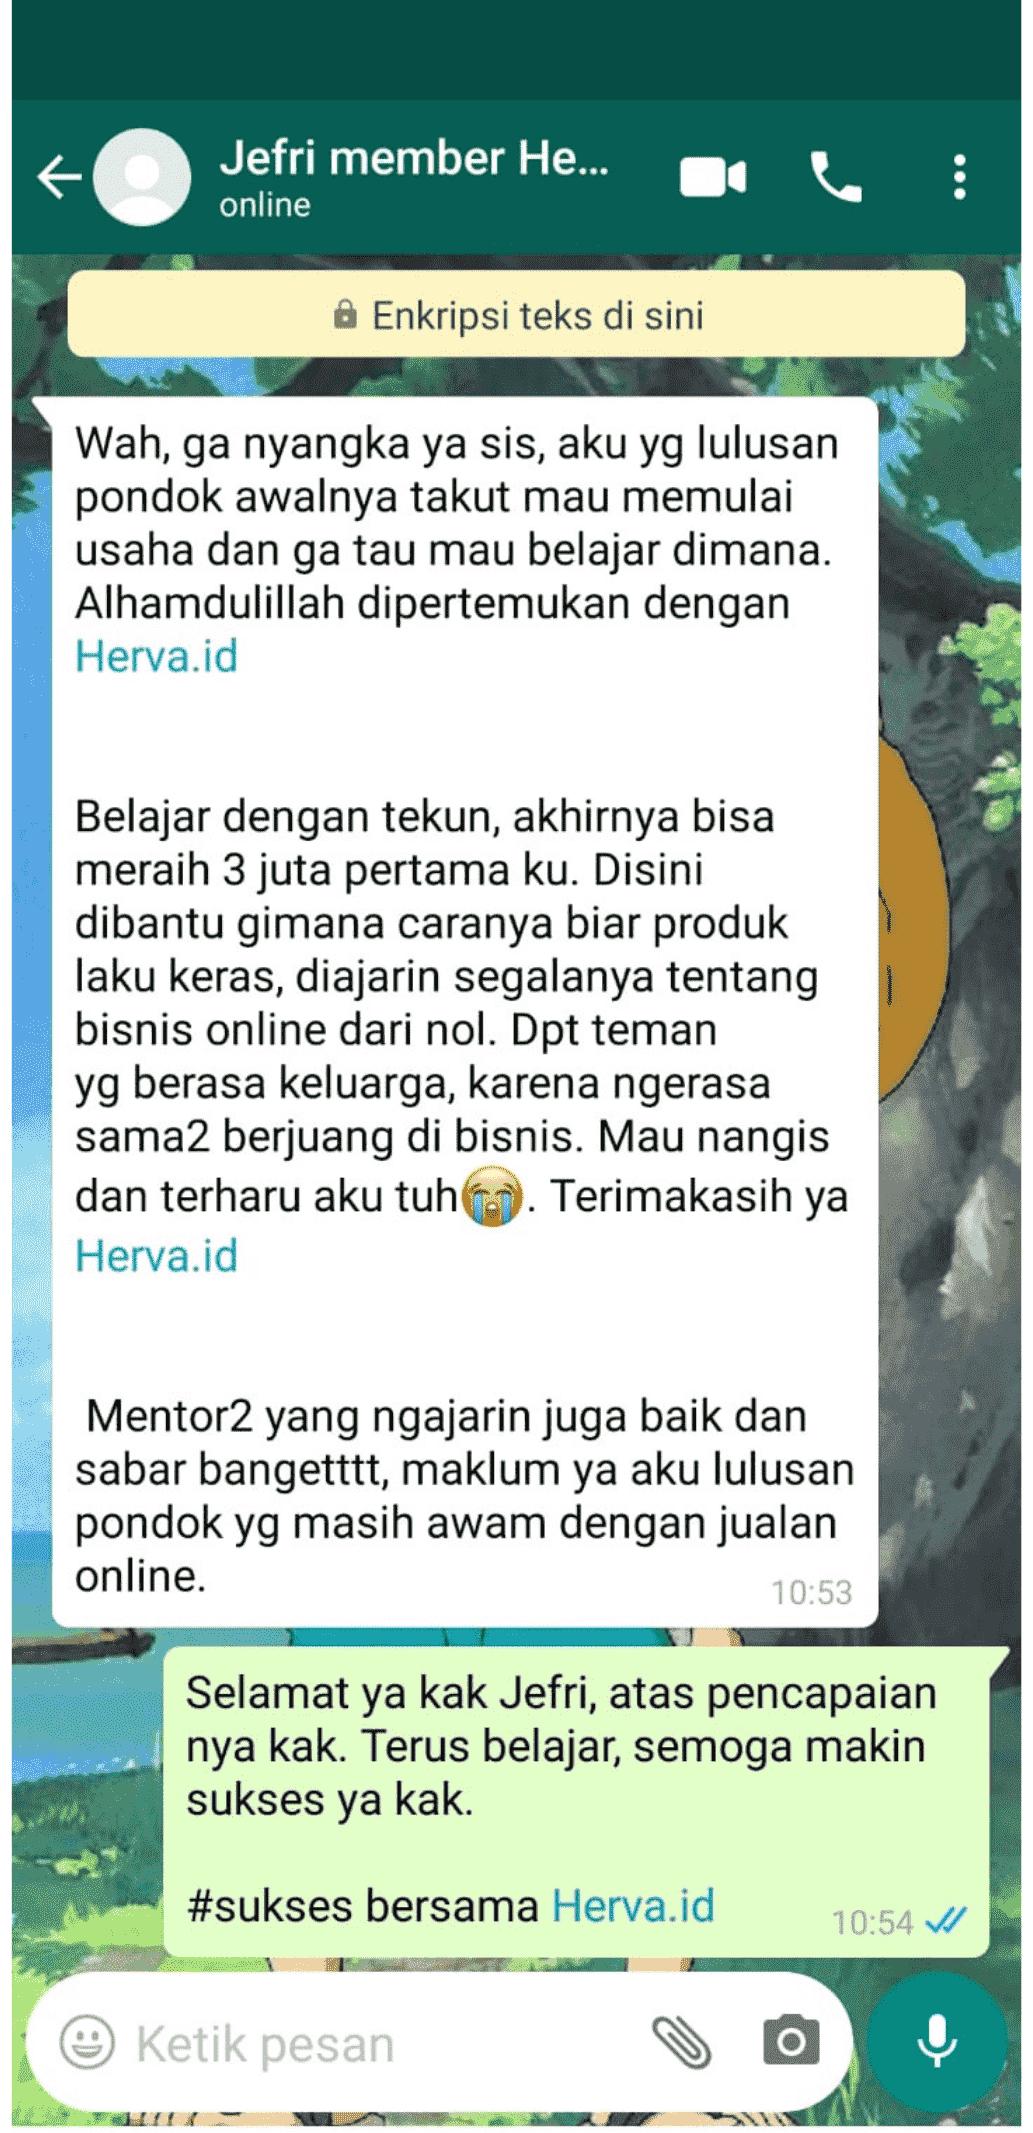 Jefri member He...
online
Enkripsi teks di sini
Wah, ga nyangka ya sis, aku yg lulusan
pondok awalnya takut mau memulai
usaha dan ga tau mau belajar dimana.
Alhamdulillah dipertemukan dengan
Herva.id
Belajar dengan tekun, akhirnya bisa
meraih 3 juta pertama ku. Disini
dibantu gimana caranya biar produk
laku keras, diajarin segalanya tentang
bisnis online dari nol. Dpt teman
yg berasa keluarga, karena ngerasa
sama2 berjuang di bisnis. Mau nangis
dan terharu aku tuh😭. Terimakasih ya
Herva.id
Mentor2 yang ngajarin juga baik dan
sabar bangetttt, maklum ya aku lulusan
pondok yg masih awam dengan jualan
online.
10:53
Selamat ya kak Jefri, atas pencapaian
nya kak. Terus belajar, semoga makin
sukses ya kak.
#sukses bersama Herva.id
10:54
Ketik pesan